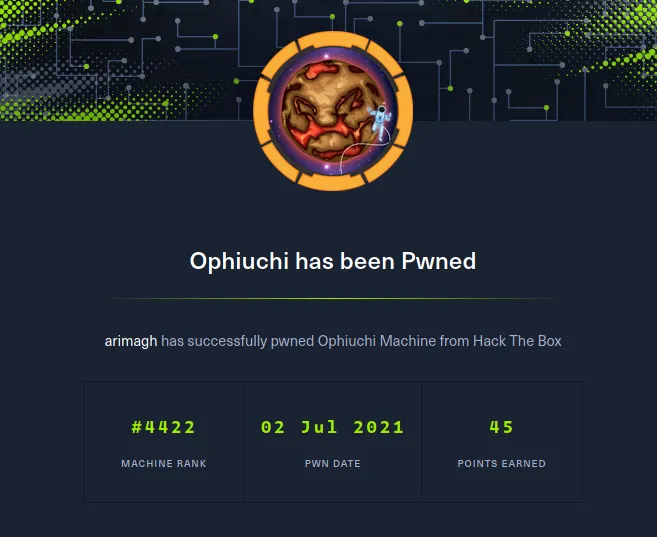 Ophiuchi has been Pwned
arimagh has successfully pwned Ophiuchi Machine from Hack The Box
#4422
02 Jul 2021
45
MACHINE RANK
PWN DATE
POINTS EARNED